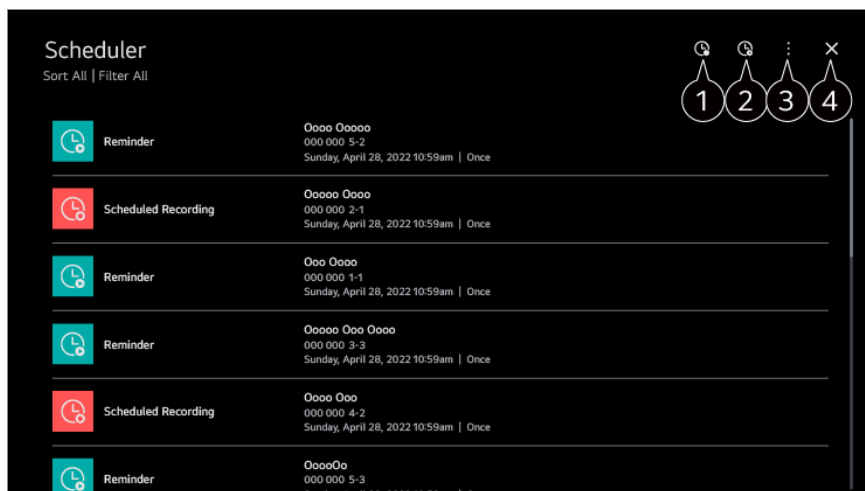 Scheduler
Sort All | Filter All
1 2 3 4
Reminder
Oooo Ooooo
000 000 5-2
Sunday, April 28, 2022 10:59am | Once
Scheduled Recording
Ooooo Oooo
000 000 2-1
Sunday, April 28, 2022 10:59am | Once
Reminder
Ooo Oooo
000 000 1-1
Sunday, April 28, 2022 10:59am | Once
Reminder
Ooooo Ooo Oooo
000 000 3-3
Sunday, April 28, 2022 10:59am | Once
Scheduled Recording
Oooo Ooo
000 000 4-2
Sunday, April 28, 2022 10:59am | Once
Reminder
OoooOo
000 000 5-3